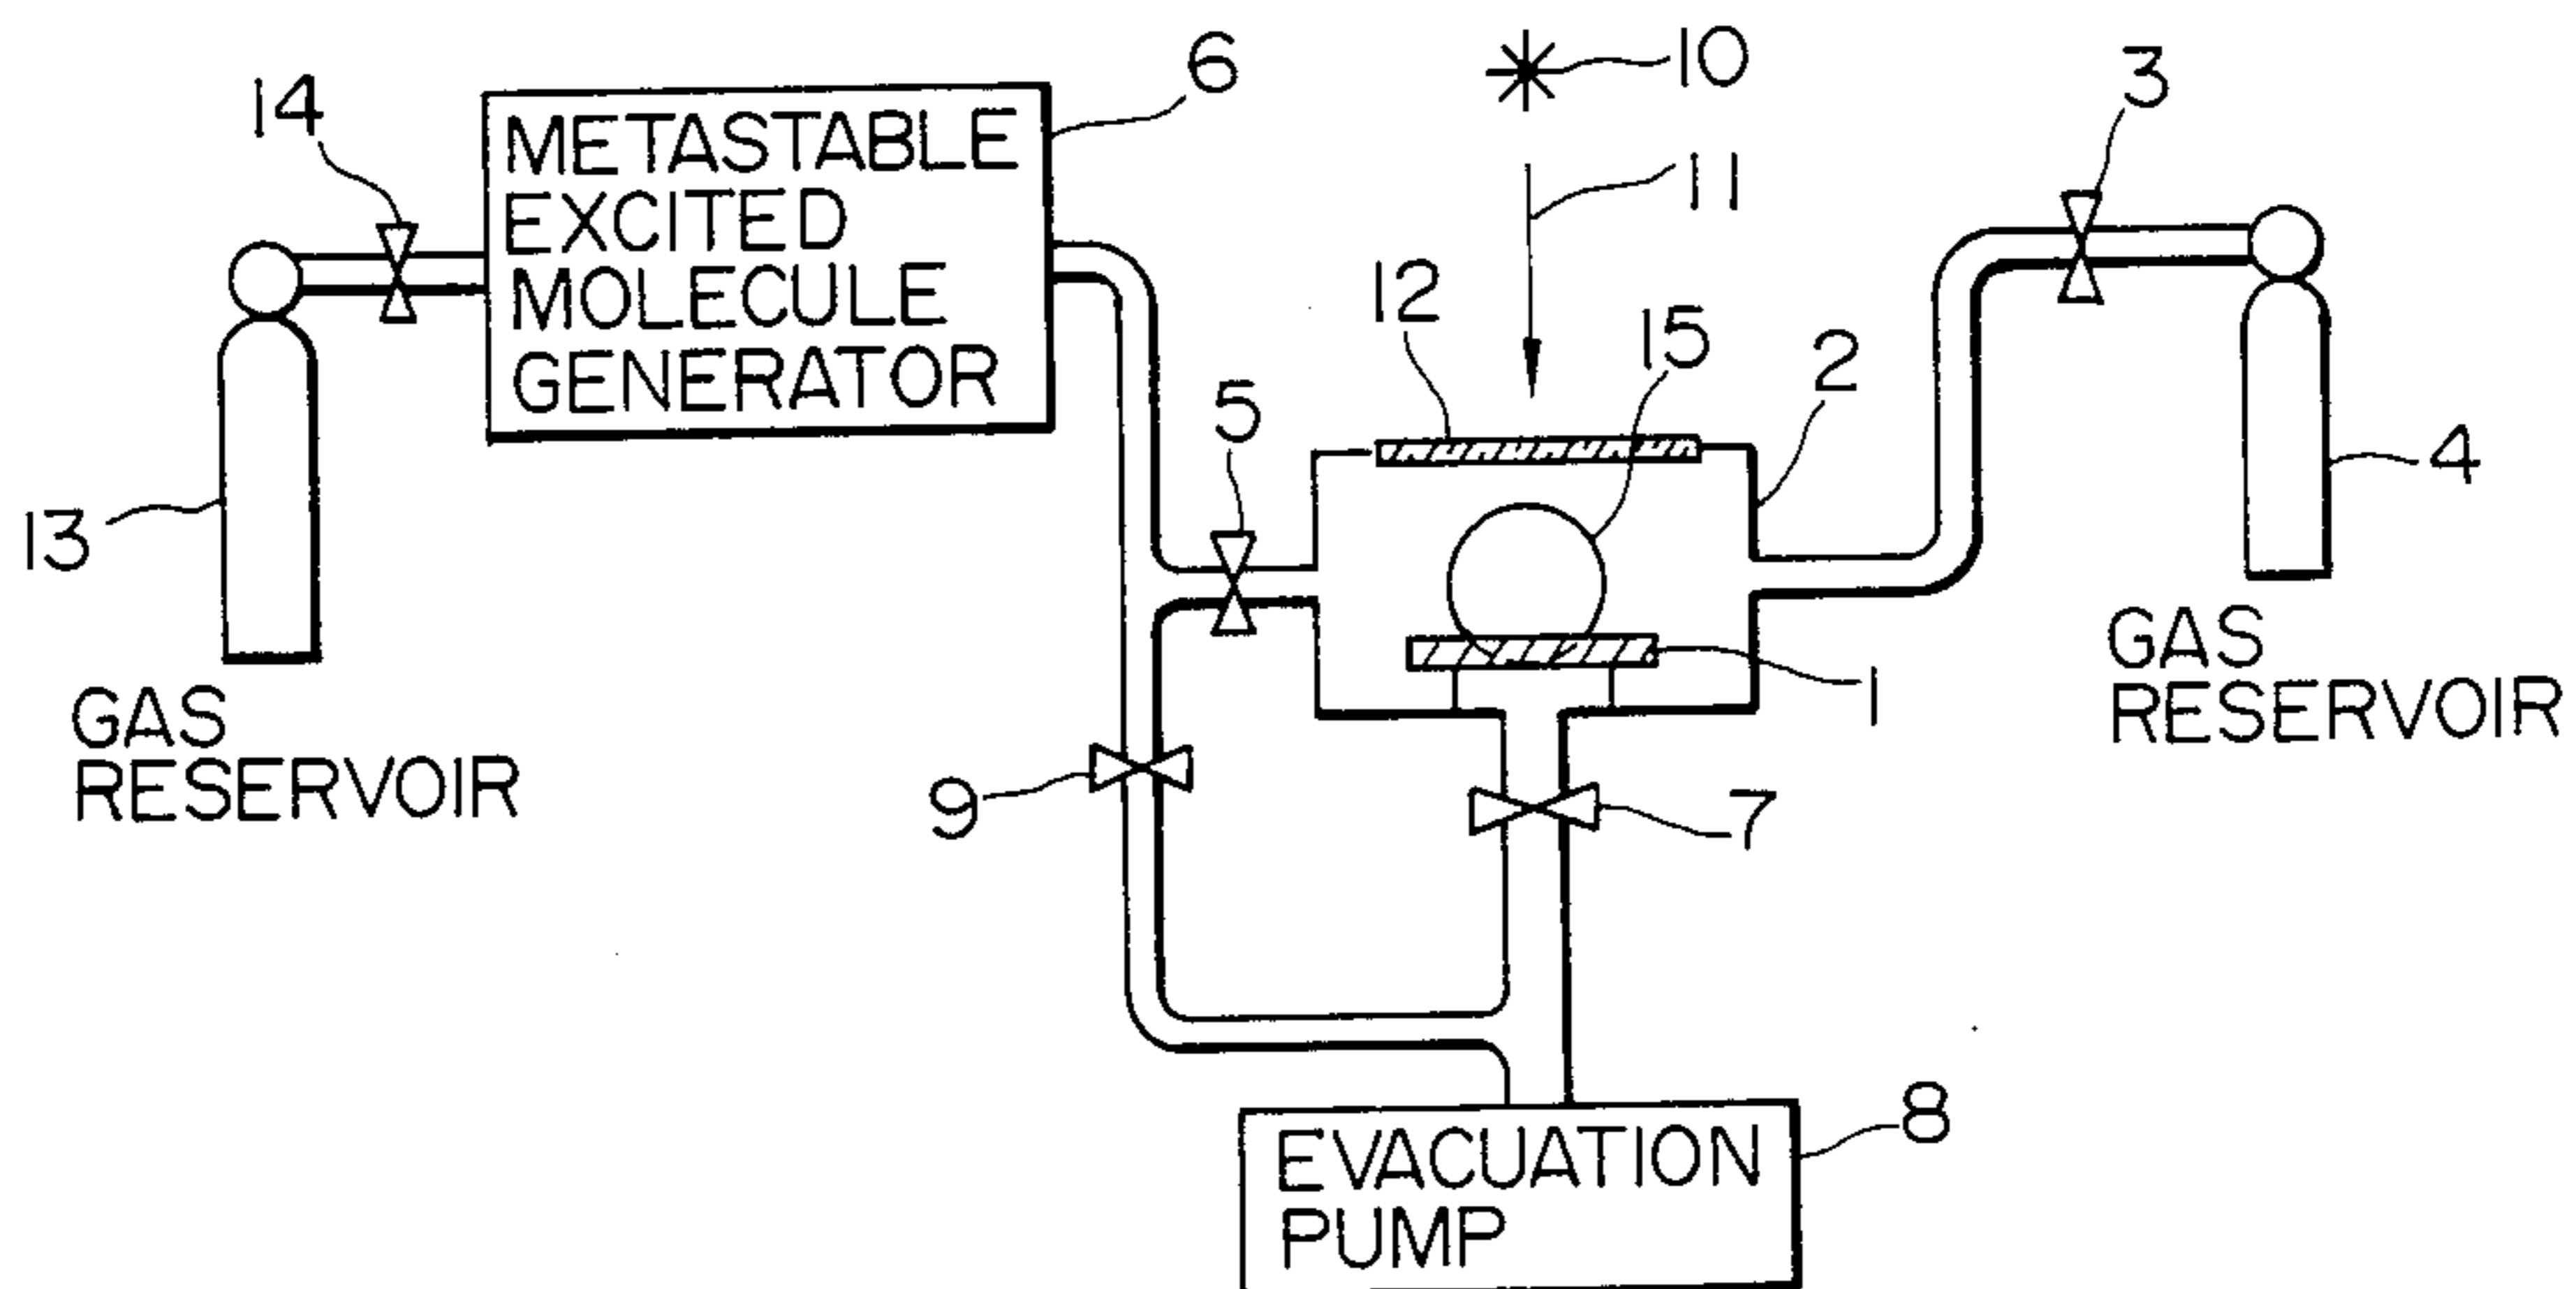 14
METASTABLE
EXCITED
MOLECULE
GENERATOR
6
10
11
3
12
15
2
5
13
4
GAS
RESERVOIR
1
GAS
RESERVOIR
9
7
8
EVACUATION
PUMP